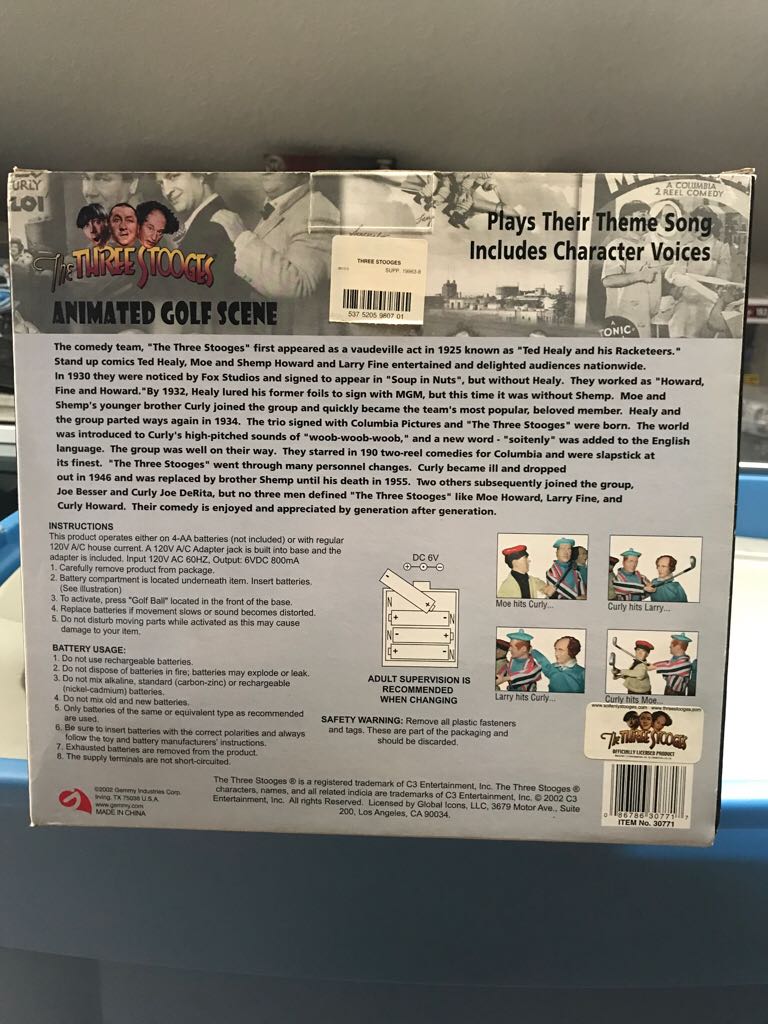 URLY
LOI
A COLUMBIA
2 REEL COMEDY
Plays Their Theme Song
Includes Character Voices
The THREE STOOGES
ANIMATED GOLF SCENE
THREE STOOGES
SUPP. 19963-8
537 5205 9807 01
TONIC
The comedy team, "The Three Stooges" first appeared as a vaudeville act in 1925 known as "Ted Healy and his Racketeers."
Stand up comics Ted Healy, Moe and Shemp Howard and Larry Fine entertained and delighted audiences nationwide.
In 1930 they were noticed by Fox Studios and signed to appear in "Soup in Nuts", but without Healy. They worked as "Howard,
Fine and Howard."By 1932, Healy lured his former foils to sign with MGM, but this time it was without Shemp. Moe and
Shemp's younger brother Curly joined the group and quickly became the team's most popular, beloved member. Healy and
the group parted ways again in 1934. The trio signed with Columbia Pictures and "The Three Stooges" were born. The world
was introduced to Curly's high-pitched sounds of "woob-woob-woob," and a new word - "soitenly" was added to the English
language. The group was well on their way. They starred in 190 two-reel comedies for Columbia and were slapstick at
its finest. "The Three Stooges" went through many personnel changes. Curly became ill and dropped
out in 1946 and was replaced by brother Shemp until his death in 1955. Two others subsequently joined the group,
Joe Besser and Curly Joe DeRita, but no three men defined "The Three Stooges" like Moe Howard, Larry Fine, and
Curly Howard. Their comedy is enjoyed and appreciated by generation after generation.
INSTRUCTIONS
This product operates either on 4-AA batteries (not included) or with regular
120V A/C house current. A 120V A/C Adapter jack is built into base and the
adapter is included. Input 120V AC 60HZ, Output: 6VDC 800mA
1. Carefully remove product from package.
2. Battery compartment is located underneath item. Insert batteries.
(See illustration)
3. To activate, press "Golf Ball" located in the front of the base.
4. Replace batteries if movement slows or sound becomes distorted.
5. Do not disturb moving parts while activated as this may cause
damage to your item.
BATTERY USAGE:
1. Do not use rechargeable batteries.
2. Do not dispose of batteries in fire; batteries may explode or leak.
3. Do not mix alkaline, standard (carbon-zinc) or rechargeable
(nickel-cadmium) batteries.
4. Do not mix old and new batteries.
5. Only batteries of the same or equivalent type as recommended
are used.
6. Be sure to insert batteries with the correct polarities and always
follow the toy and battery manufacturers' instructions.
7. Exhausted batteries are removed from the product.
8. The supply terminals are not short-circuited.
DC 6V
ADULT SUPERVISION IS
RECOMMENDED
WHEN CHANGING
SAFETY WARNING: Remove all plastic fasteners
and tags. These are part of the packaging and
should be discarded.
Moe hits Curly...
Curly hits Larry...
Larry hits Curly...
Curly hits Moe...
www.soitenlystooges.com www.threestooges.com
The THREE STOOGES
OFFICIALLY LICENSED PRODUCT
0 86786 30771 7
ITEM No. 30771
©2002 Gemmy Industries Corp.
Irving, TX 75038 U.S.A.
www.gemmy.com
MADE IN CHINA
The Three Stooges ® is a registered trademark of C3 Entertainment, Inc. The Three Stooges ®
characters, names, and all related indicia are trademarks of C3 Entertainment, Inc. © 2002 C3
Entertainment, Inc. All rights Reserved. Licensed by Global Icons, LLC, 3679 Motor Ave., Suite
200, Los Angeles, CA 90034.